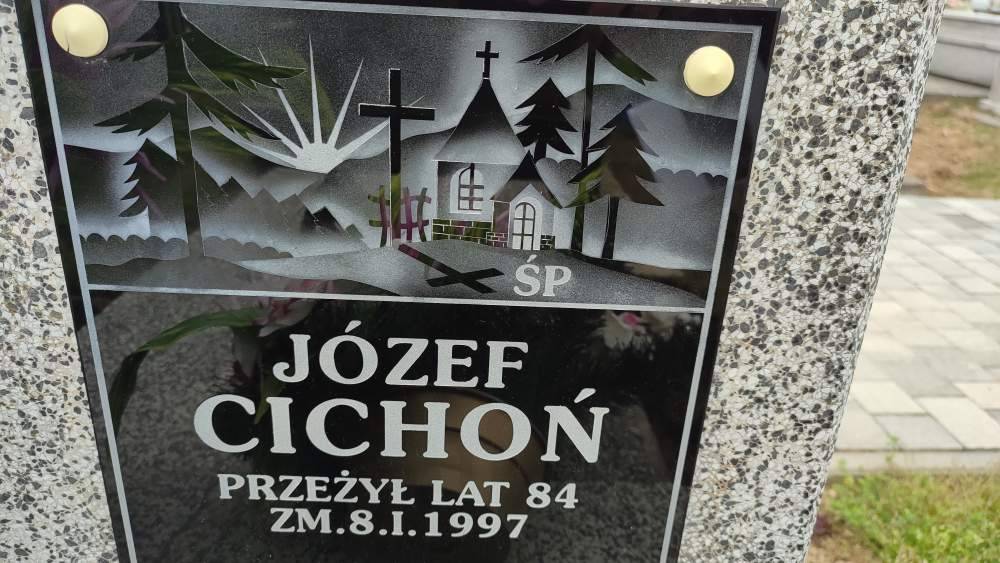 ŚP
JÓZEF
CICHOŃ
PRZEŻYŁ LAT 84
ZM.8.I.1997